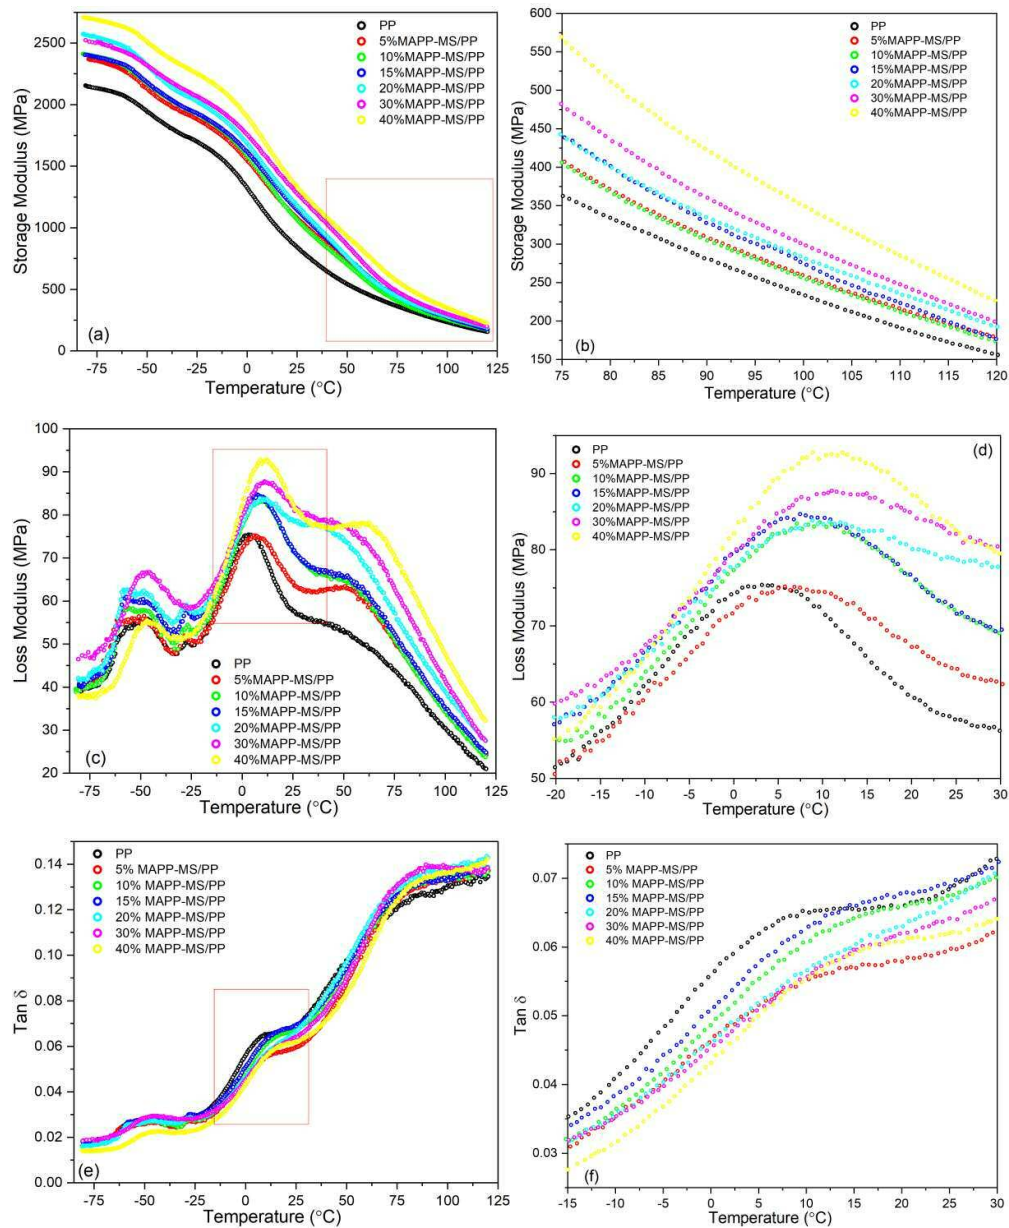 PP
5%MAPP-MS/PP
10%MAPP-MS/PP
15%MAPP-MS/PP
20%MAPP-MS/PP
30%MAPP-MS/PP
40%MAPP-MS/PP
2500
2000
1500
1000
500
0
Storage Modulus (MPa)
(a)
-75 -50 -25 0 25 50 75 100 125
Temperature (°C)
600
550
500
450
400
350
300
250
200
150
Storage Modulus (MPa)
PP
5%MAPP-MS/PP
10%MAPP-MS/PP
15%MAPP-MS/PP
20%MAPP-MS/PP
30%MAPP-MS/PP
40%MAPP-MS/PP
(b)
75 80 85 90 95 100 105 110 115 120
Temperature (°C)
100
90
80
70
60
50
40
30
20
Loss Modulus (MPa)
PP
5%MAPP-MS/PP
10%MAPP-MS/PP
15%MAPP-MS/PP
20%MAPP-MS/PP
30%MAPP-MS/PP
40%MAPP-MS/PP
(c)
-75 -50 -25 0 25 50 75 100 125
Temperature (°C)
90
80
70
60
50
Loss Modulus (MPa)
PP
5%MAPP-MS/PP
10%MAPP-MS/PP
15%MAPP-MS/PP
20%MAPP-MS/PP
30%MAPP-MS/PP
40%MAPP-MS/PP
(d)
-20 -15 -10 -5 0 5 10 15 20 25 30
Temperature (°C)
0.14
0.12
0.10
0.08
0.06
0.04
0.02
0.00
Tan δ
PP
5% MAPP-MS/PP
10% MAPP-MS/PP
15% MAPP-MS/PP
20% MAPP-MS/PP
30% MAPP-MS/PP
40% MAPP-MS/PP
(e)
-75 -50 -25 0 25 50 75 100 125
Temperature (°C)
0.07
0.06
0.05
0.04
0.03
Tan δ
PP
5% MAPP-MS/PP
10% MAPP-MS/PP
15% MAPP-MS/PP
20% MAPP-MS/PP
30% MAPP-MS/PP
40% MAPP-MS/PP
(f)
-15 -10 -5 0 5 10 15 20 25 30
Temperature (°C)